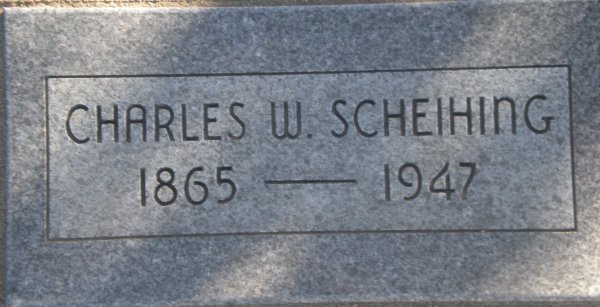 CHARLES W. SCHEIHING
1865 — 1947